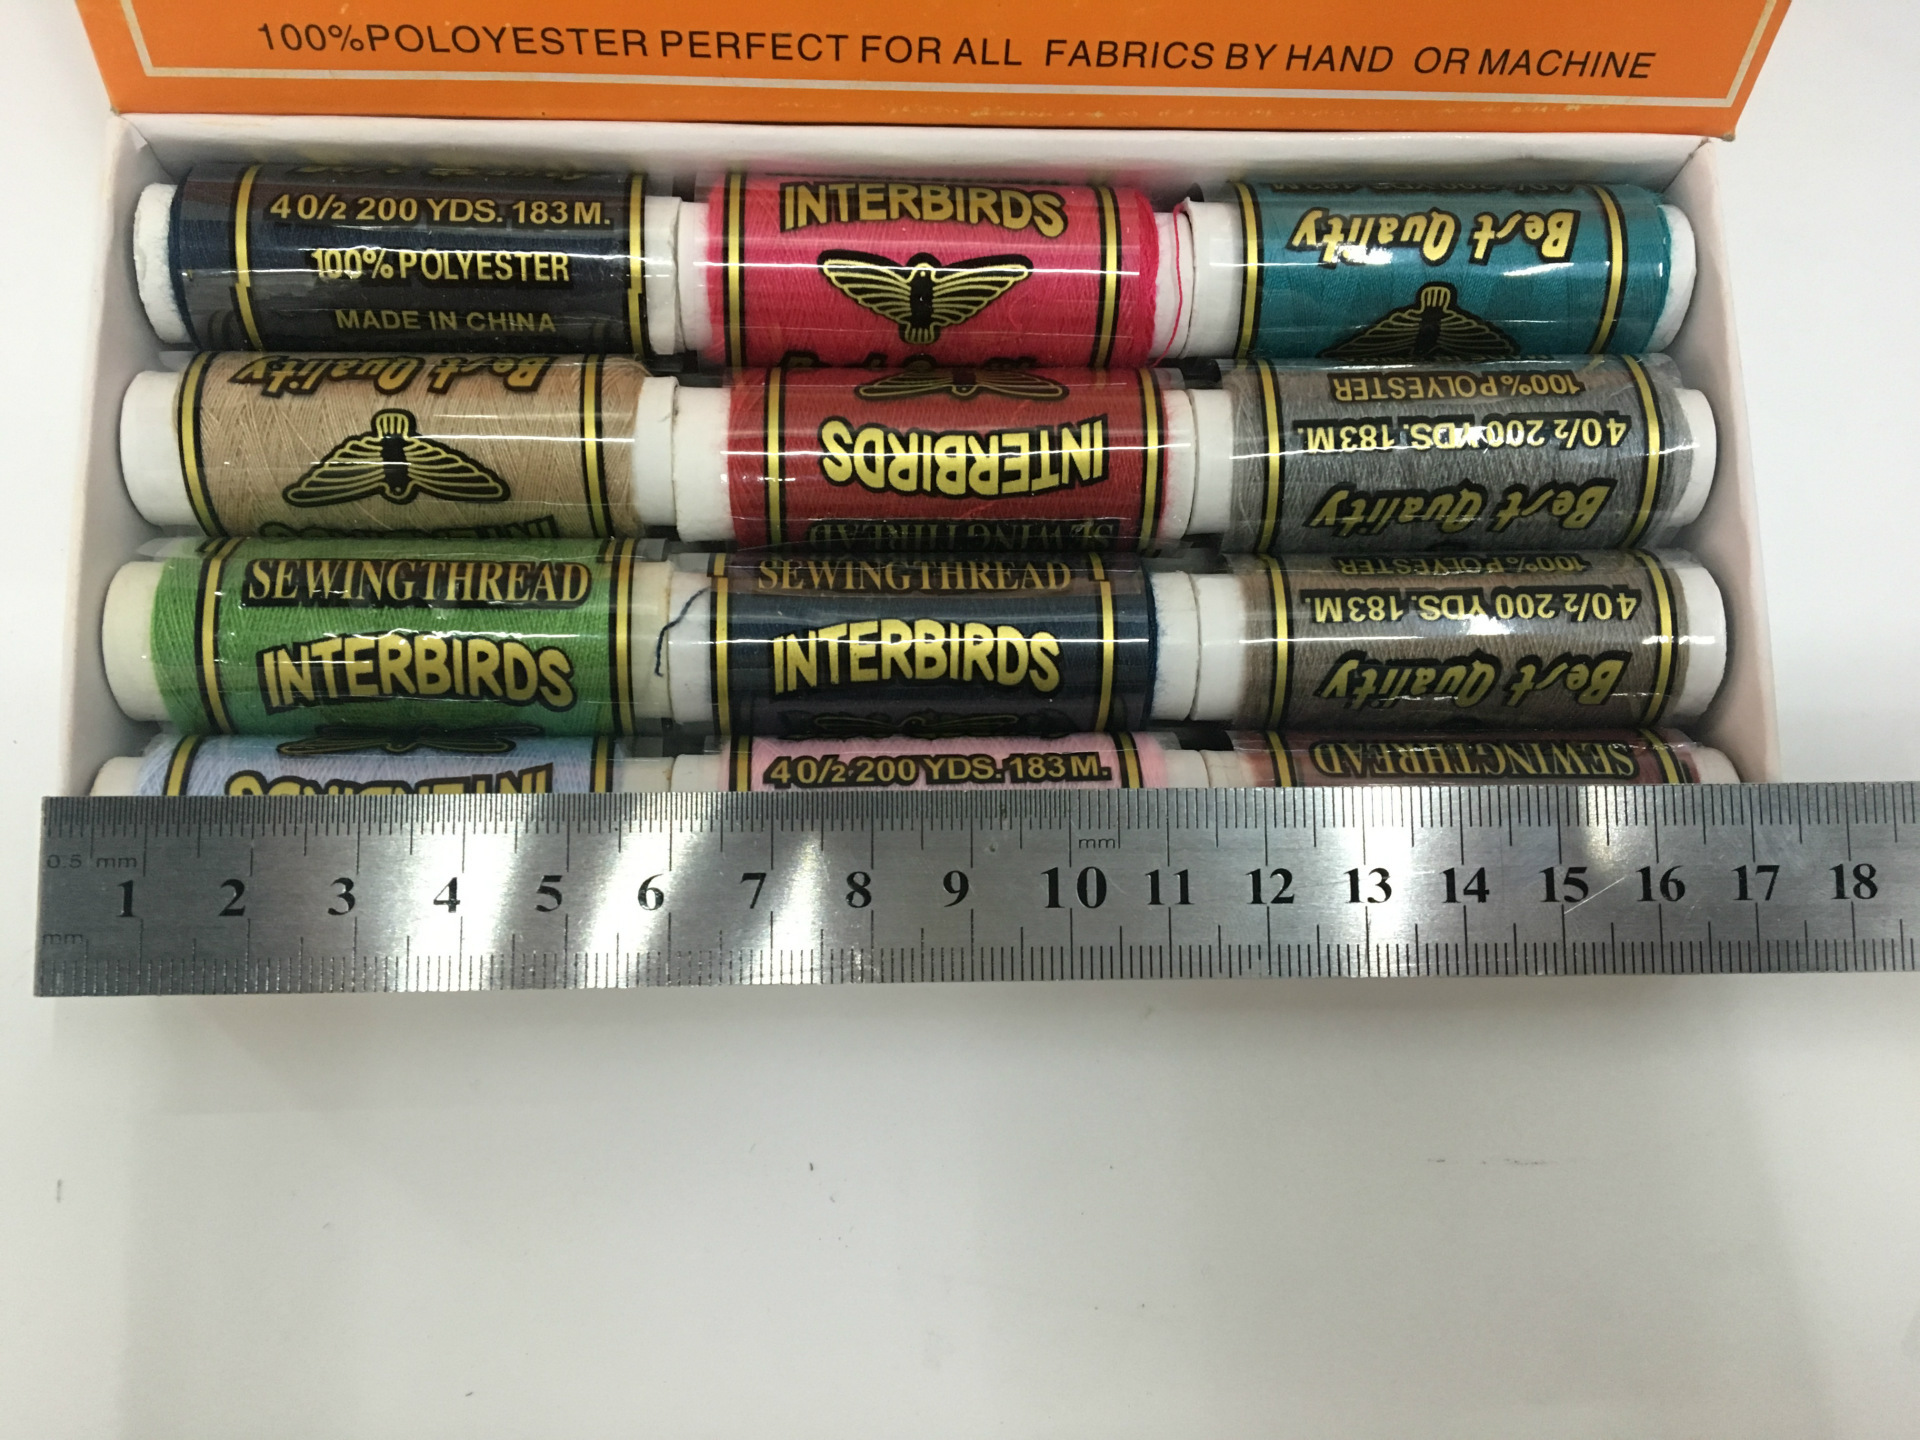 100%POLOYESTER PERFECT FOR ALL FABRICS BY HAND OR MACHINE
40/2 200 YDS. 183M.
100% POLYESTER
MADE IN CHINA
INTERBIRDS
Best Quality
Best Quality
INTERBIRDS
SEWINGTHREAD
100% POLYESTER
40/2 200 YDS. 183M.
Best Quality
SEWINGTHREAD
INTERBIRDS
SEWINGTHREAD
INTERBIRDS
100% POLYESTER
40/2 200 YDS. 183M.
Best Quality
INTERBIRDS
40/2 200 YDS. 183M.
SEWINGTHREAD
0.5 mm
mm
1 2 3 4 5 6 7 8 9 10 11 12 13 14 15 16 17 18
mm